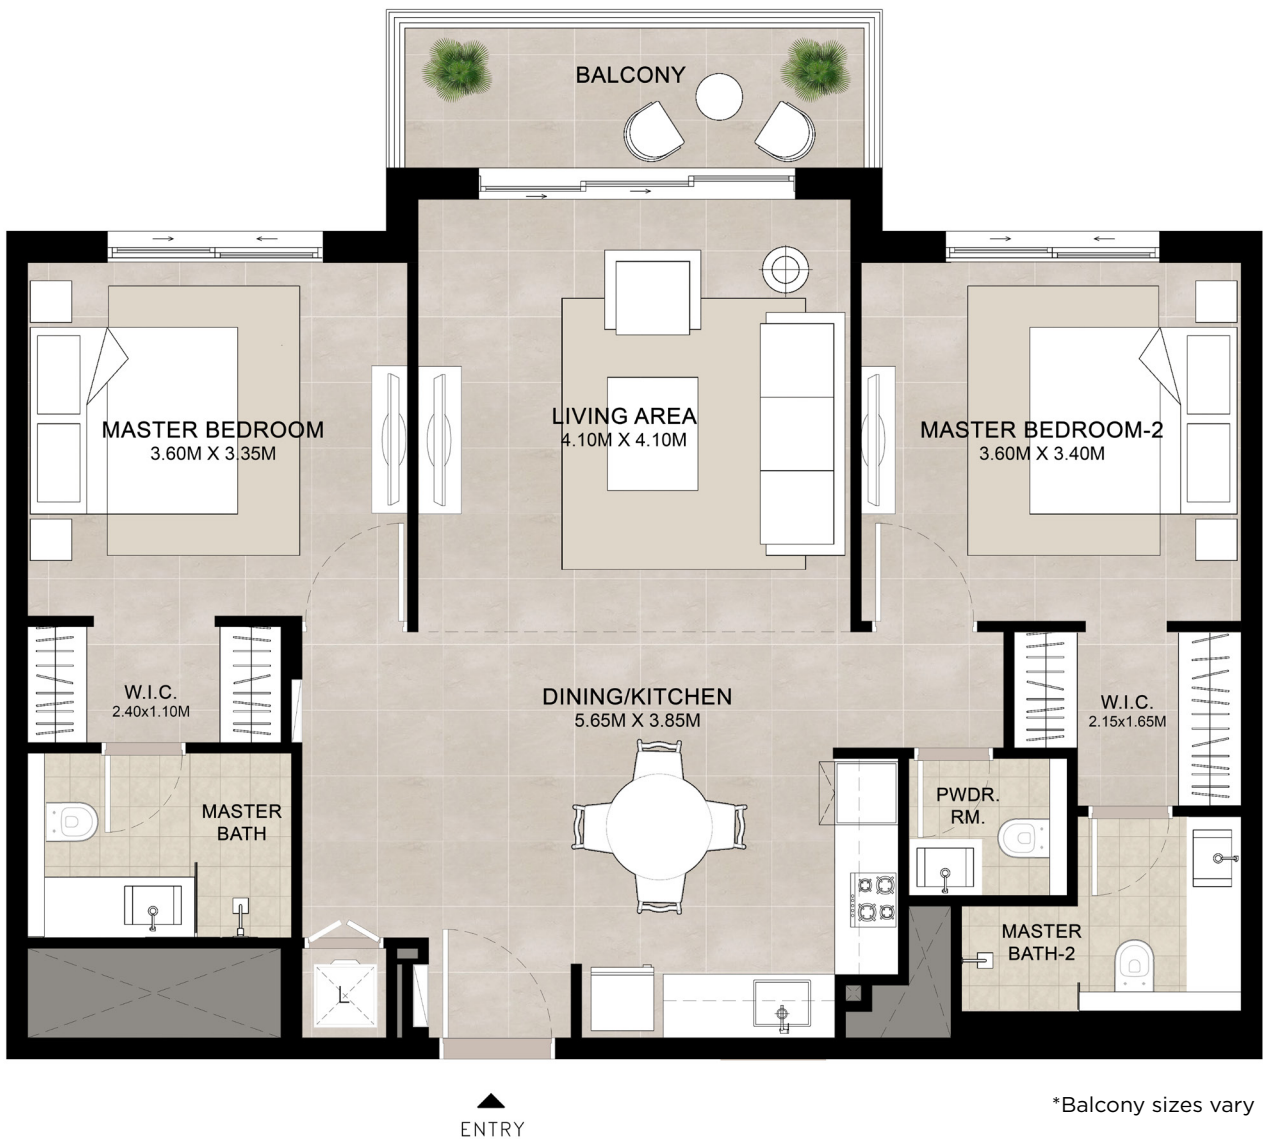 BALCONY
LIVING AREA
4.10M X 4.10M
MASTER BEDROOM
3.60M X 3.35M
MASTER BEDROOM-2
3.60M X 3.40M
W.I.C.
2.40x1.10M
DINING/KITCHEN
5.65M X 3.85M
W.I.C.
2.15x1.65M
MASTER
BATH
PWDR.
RM.
MASTER
BATH-2
L
ENTRY
*Balcony sizes vary